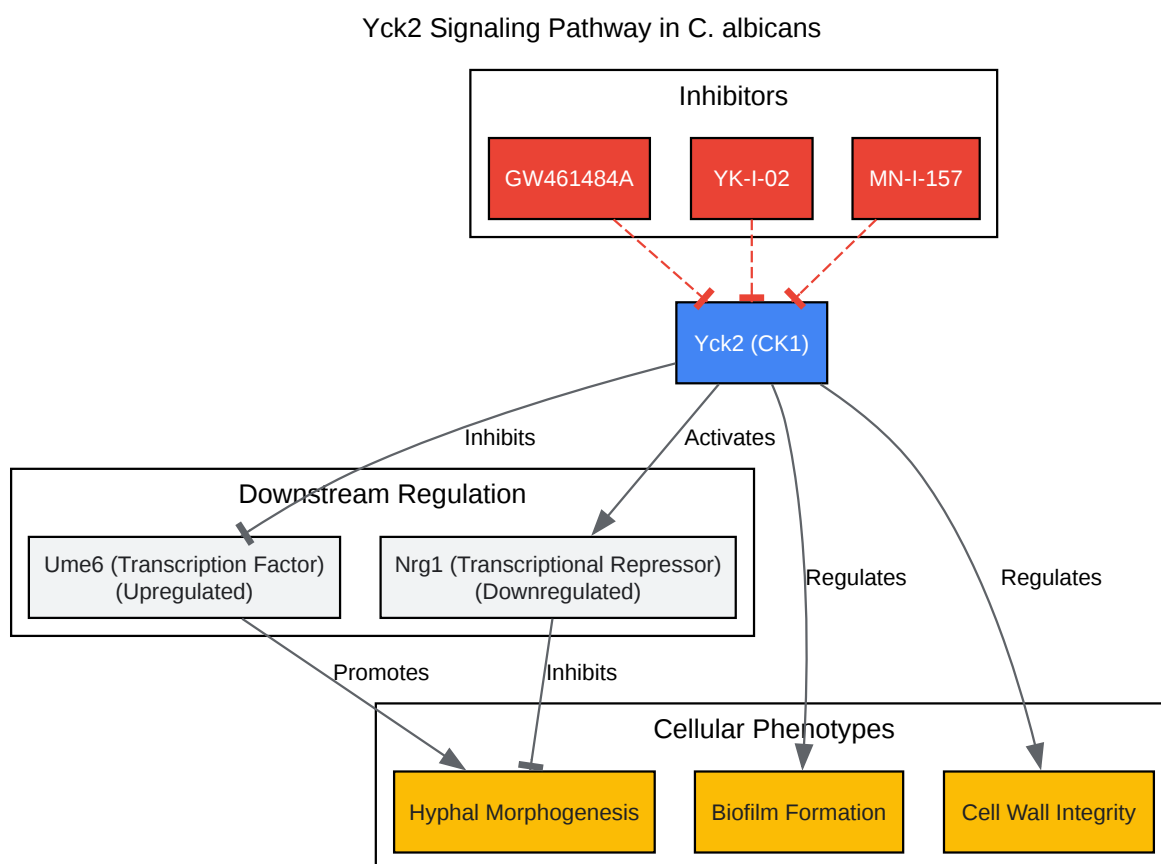 Yck2 Signaling Pathway in C. albicans
Inhibitors
GW461484A
YK-I-02
MN-I-157
Yck2 (CK1)
Inhibits
Activates
Downstream Regulation
Ume6 (Transcription Factor)
(Upregulated)
Nrg1 (Transcriptional Repressor)
(Downregulated)
Regulates
Regulates
Promotes
Inhibits
Cellular Phenotypes
Hyphal Morphogenesis
Biofilm Formation
Cell Wall Integrity